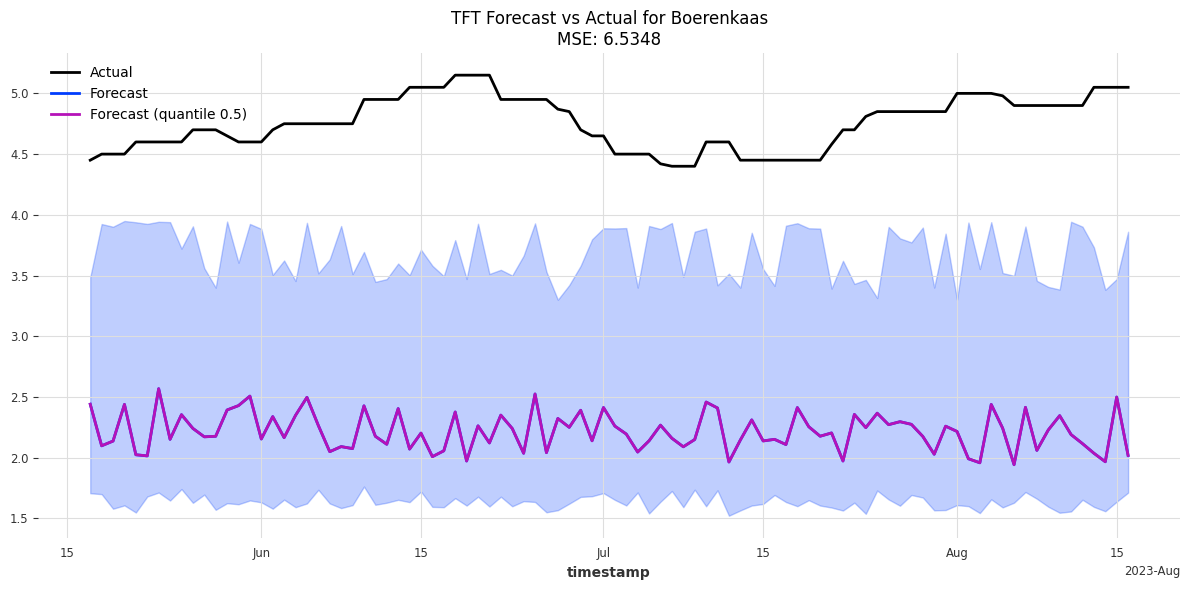 TFT Forecast vs Actual for Boerenkaas
MSE: 6.5348
Actual
Forecast
Forecast (quantile 0.5)
5.0
4.5
4.0
3.5
3.0
2.5
2.0
1.5
15
Jun
15
Jul
15
Aug
15
timestamp
2023-Aug